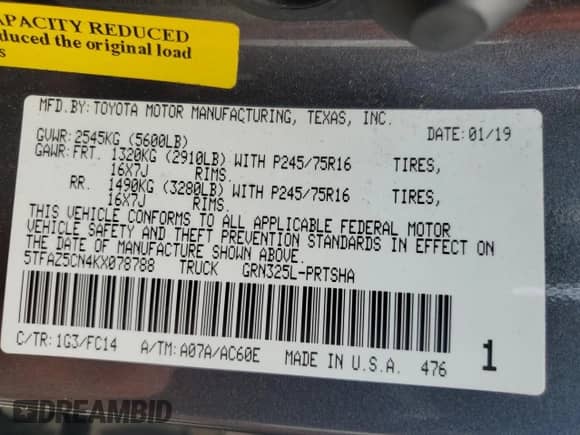 CAPACITY REDUCED
duced the original load
s
MFD.BY:TOYOTA MOTOR MANUFACTURING, TEXAS, INC.
GVWR:2545KG (5600LB) DATE:01/19
GAWR:FRT. 1320KG (2910LB) WITH P245/75R16 TIRES,
16X7J RIMS.
RR. 1490KG (3280LB) WITH P245/75R16 TIRES,
16X7J RIMS.
THIS VEHICLE CONFORMS TO ALL APPLICABLE FEDERAL MOTOR
VEHICLE SAFETY AND THEFT PREVENTION STANDARDS IN EFFECT ON
THE DATE OF MANUFACTURE SHOWN ABOVE.
5TFAZ5CN4KX078788 TRUCK GRN325L-PRTSHA
C/TR:1G3/FC14 A/TM:A07A/AC60E MADE IN U.S.A. 476 1
DREAMBID